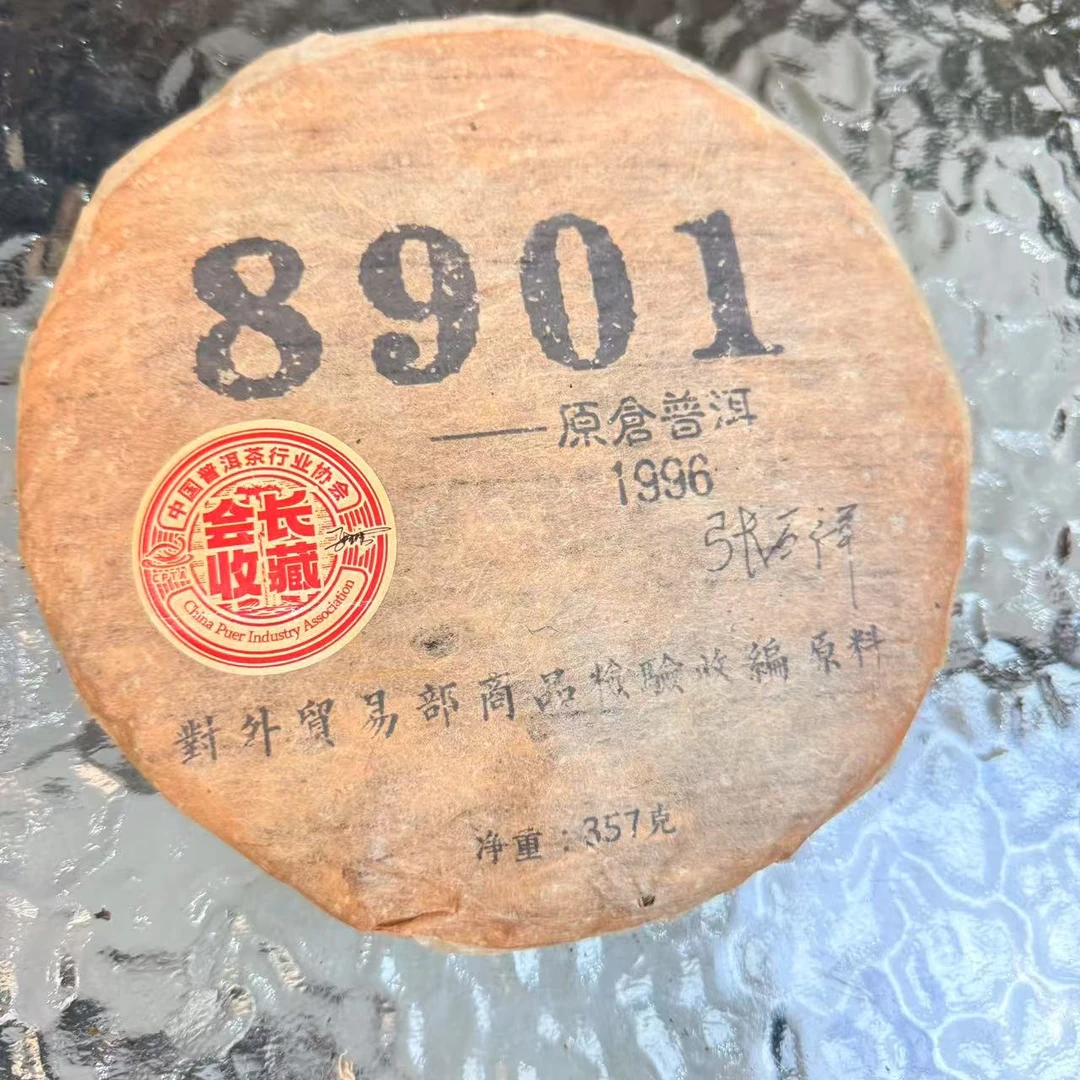 8901
——原倉普洱
1996
中国普洱茶行业协会
会长
收藏
CPTA
China Puer Industry Association
對外貿易部商品檢驗收編原料
净重：357克